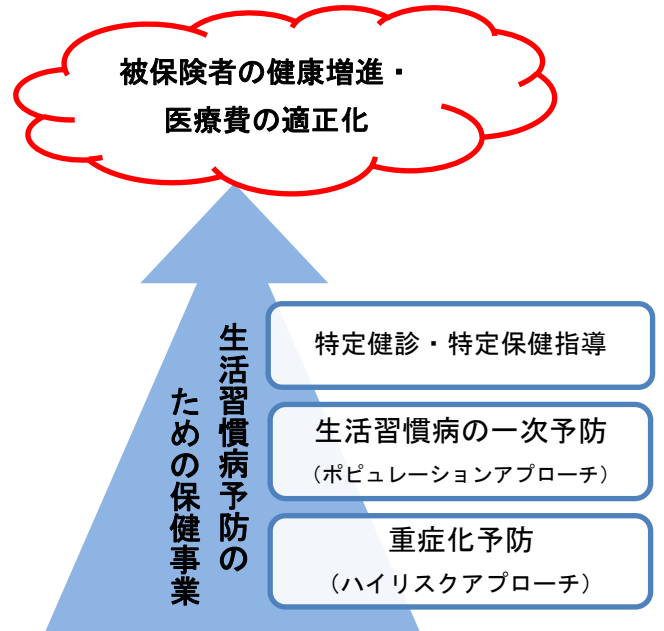 被保険者の健康増進・
医療費の適正化
生活習慣病予防の
ための保健事業
特定健診・特定保健指導
生活習慣病の一次予防
（ポピュレーションアプローチ）
重症化予防
（ハイリスクアプローチ）